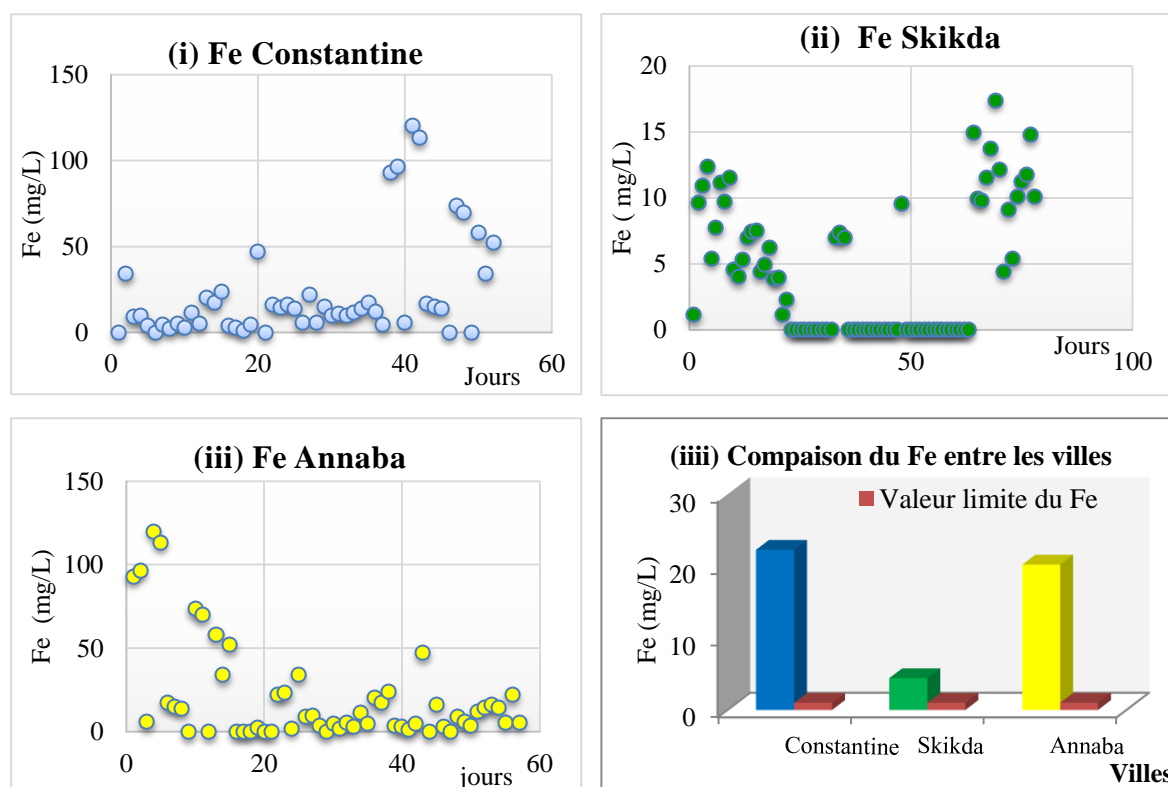 (i) Fe Constantine
Fe (mg/L)
150
100
50
0
0 20 40 60
Jours
(ii) Fe Skikda
Fe ( mg/L)
20
15
10
5
0
0 50 100
Jours
(iii) Fe Annaba
Fe (mg/L)
150
100
50
0
0 20 40 60
jours
(iiii) Compaison du Fe entre les villes
Valeur limite du Fe
Fe (mg/L)
30
20
10
0
Constantine Skikda Annaba
Villes